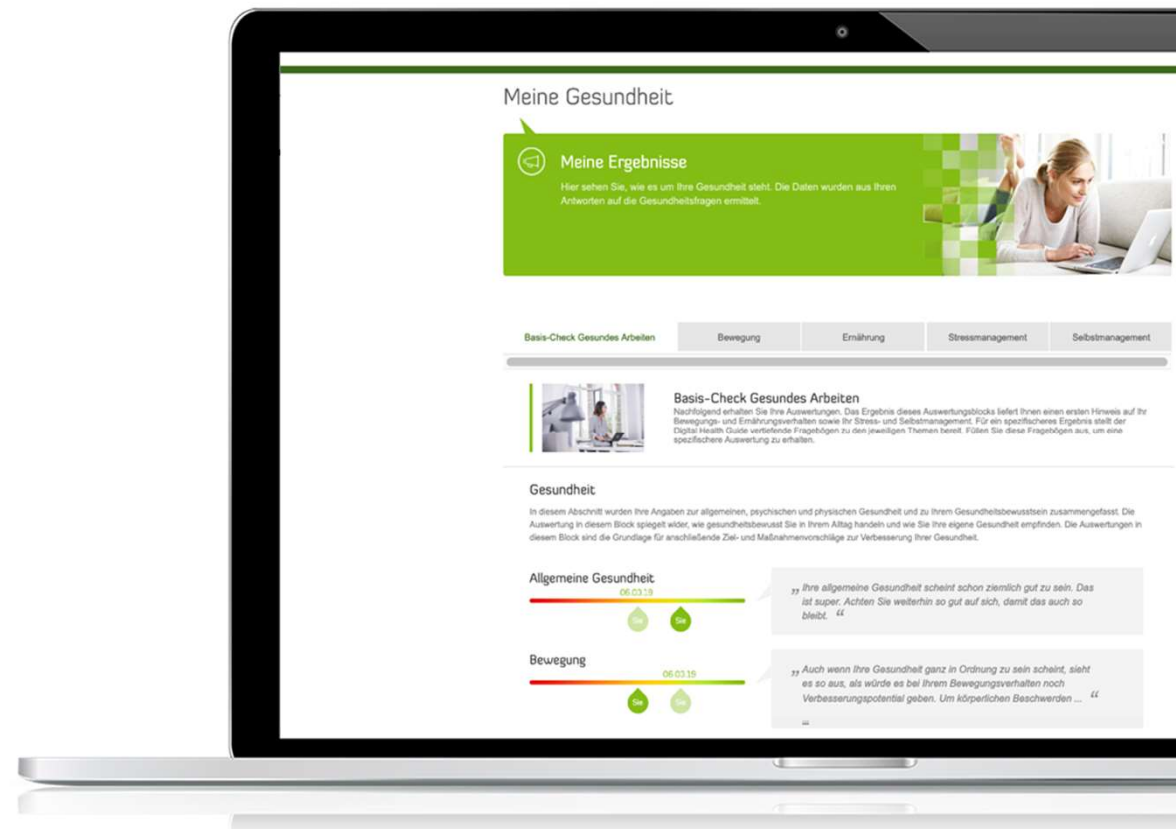 Meine Gesundheit
Meine Ergebnisse
Hier sehen Sie, wie es um Ihre Gesundheit steht. Die Daten wurden aus Ihren
Antworten auf die Gesundheitsfragen ermittelt.
Basis-Check Gesundes Arbeiten
Bewegung
Ernährung
Stressmanagement
Selbstmanagement
Basis-Check Gesundes Arbeiten
Nachfolgend erhalten Sie Ihre Auswertungen. Das Ergebnis dieses Auswertungsblocks liefert Ihnen einen ersten Hinweis auf Ihr
Bewegungs- und Ernährungsverhalten sowie Ihr Stress- und Selbstmanagement. Für ein spezifischeres Ergebnis stellt der
Digital Health Guide vertiefende Fragebögen zu den jeweiligen Themen bereit. Füllen Sie diese Fragebögen aus, um eine
spezifischere Auswertung zu erhalten.
Gesundheit
In diesem Abschnitt wurden Ihre Angaben zur allgemeinen, psychischen und physischen Gesundheit und zu Ihrem Gesundheitsbewusstsein zusammengefasst. Die
Auswertung in diesem Block spiegelt wider, wie gesundheitsbewusst Sie in Ihrem Alltag handeln und wie Sie Ihre eigene Gesundheit empfinden. Die Auswertungen in
diesem Block sind die Grundlage für anschließende Ziel- und Maßnahmenvorschläge zur Verbesserung Ihrer Gesundheit.
Allgemeine Gesundheit
06.03.19
Sie
Sie
„ Ihre allgemeine Gesundheit scheint schon ziemlich gut zu sein. Das
ist super. Achten Sie weiterhin so gut auf sich, damit das auch so
bleibt. “
Bewegung
06.03.19
Sie
Sie
„ Auch wenn Ihre Gesundheit ganz in Ordnung zu sein scheint, sieht
es so aus, als würde es bei Ihrem Bewegungsverhalten noch
Verbesserungspotential geben. Um körperlichen Beschwerden ... “
...